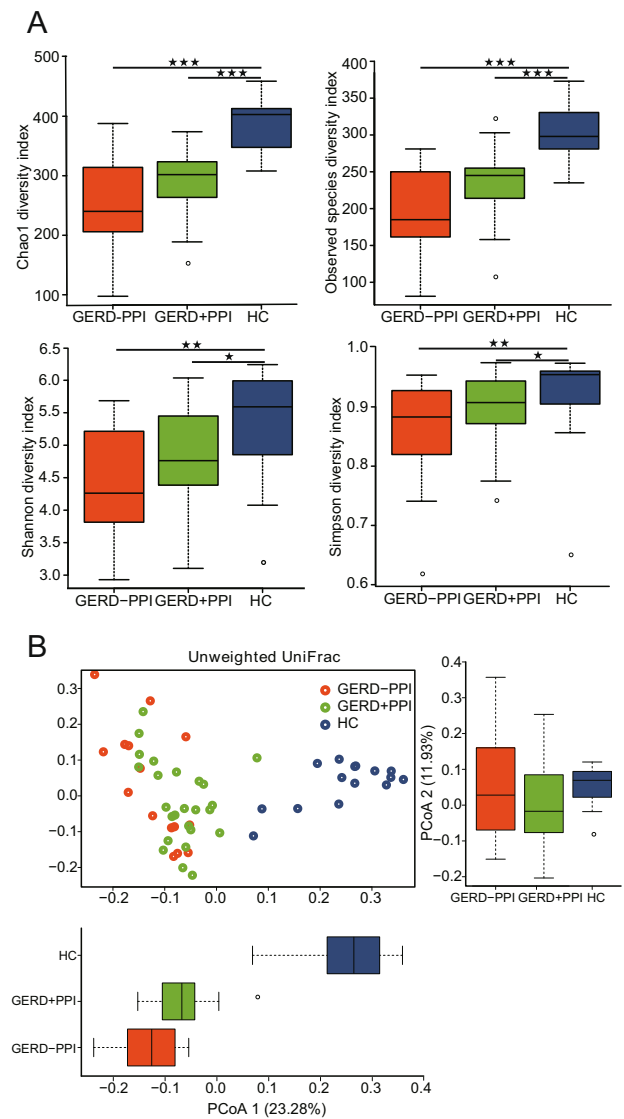 A
Chao1 diversity index
500
400
300
200
100
★★★
★★★
GERD-PPI GERD+PPI HC
Observed species diversity index
400
350
300
250
200
150
100
★★★
★★★
GERD−PPI GERD+PPI HC
Shannon diversity index
6.5
6.0
5.5
5.0
4.5
4.0
3.5
3.0
★★
★
GERD−PPI GERD+PPI HC
Simpson diversity index
1.0
0.9
0.8
0.7
0.6
★★
★
GERD−PPI GERD+PPI HC
B
Unweighted UniFrac
0.3
0.2
0.1
0.0
−0.1
−0.2
GERD−PPI
GERD+PPI
HC
−0.2 −0.1 0.0 0.1 0.2 0.3
PCoA 2 (11.93%)
0.4
0.3
0.2
0.1
0.0
−0.1
−0.2
GERD−PPI GERD+PPI HC
HC
GERD+PPI
GERD−PPI
−0.2 −0.1 0.0 0.1 0.2 0.3 0.4
PCoA 1 (23.28%)